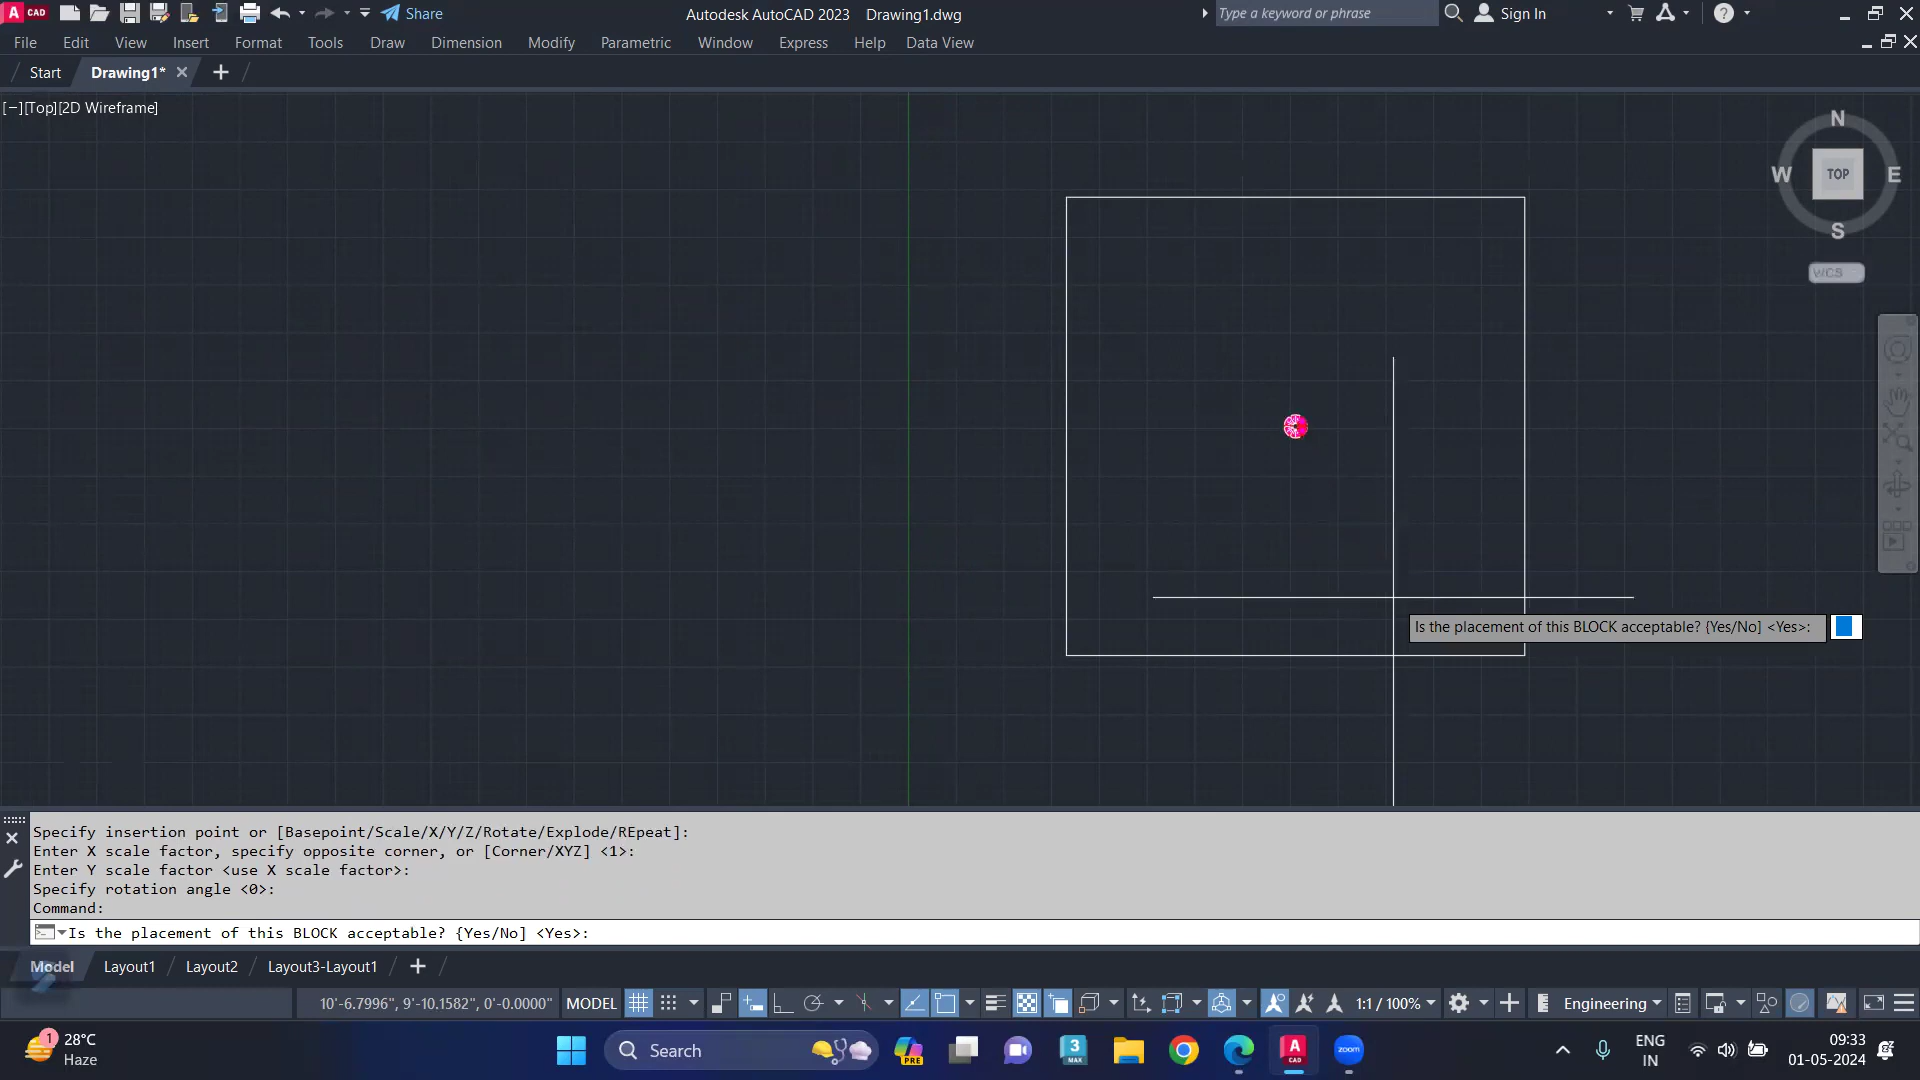 A CAD
Share
Autodesk AutoCAD 2023 Drawing1.dwg
Type a keyword or phrase
Sign In
File Edit View Insert Format Tools Draw Dimension Modify Parametric Window Express Help Data View
Start Drawing1*
[−][Top][2D Wireframe]
N
W TOP E
S
WCS
Is the placement of this BLOCK acceptable? {Yes/No] <Yes>:
Specify insertion point or [Basepoint/Scale/X/Y/Z/Rotate/Explode/REpeat]:
Enter X scale factor, specify opposite corner, or [Corner/XYZ] <1>:
Enter Y scale factor <use X scale factor>:
Specify rotation angle <0>:
Command:
Is the placement of this BLOCK acceptable? {Yes/No] <Yes>:
Model Layout1 Layout2 Layout3-Layout1
10'-6.7996", 9'-10.1582", 0'-0.0000" MODEL 1:1 / 100% Engineering
1 28°C
Haze
Search
PRE
3
MAX
A
CAD
zoom
ENG
IN
09:33
01-05-2024